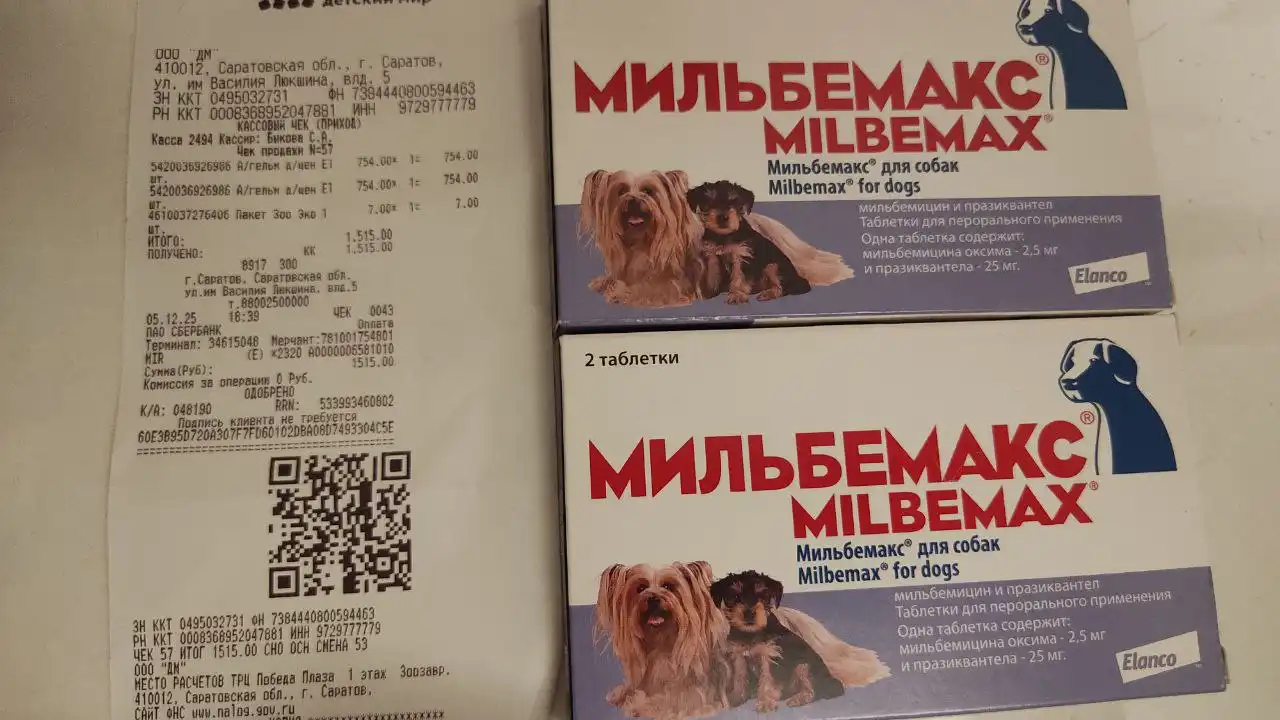 детский мир
ООО "ДМ"
410012, Саратовская обл., г. Саратов,
ул. им Василия Люкшина, влд. 5
ЗН ККТ 0495032731 ФН 7384440800594463
РН ККТ 0008368952047881 ИНН 9729777779
КАССОВЫЙ ЧЕК (ПРИХОД)
Касса 2494 Кассир: Бикова С.А.
Чек продажи N=57
5420036926986 А/гельм д/щен Е1 754.00* 1= 754.00
шт.
5420036926986 А/гельм д/щен Е1 754.00* 1= 754.00
шт.
4610037276406 Пакет Зоо Эко 1 7.00* 1= 7.00
шт.
ИТОГО: 1,515.00
ПОЛУЧЕНО: КК 1,515.00
8917 300
г.Саратов, Саратовская обл.
ул.им Василия Люкшина, влд.5
т.88002500000
05.12.25 18:39 ЧЕК 0043
ПАО СБЕРБАНК Оплата
Терминал: 34615048 Мерчант:781001754801
MIR (E) *2320 A0000006581010
Сумма(Руб): 1515.00
Комиссия за операцию 0 Руб.
ОДОБРЕНО
К/А: 048190 RRN: 533993460802
Подпись клиента не требуется
60E3B95D720A307F7FD60102DBA08D7493304C5E
ЗН ККТ 0495032731 ФН 7384440800594463
РН ККТ 0008368952047881 ИНН 9729777779
ЧЕК 57 ИТОГ 1515.00 СНО ОСН СМЕНА 53
ООО "ДМ"
МЕСТО РАСЧЕТОВ ТРЦ Победа Плаза 1 этаж Зоозавр.
410012, Саратовская обл., г. Саратов,
САЙТ ФНС www.nalog.gov.ru
МИЛЬБЕМАКС®
MILBEMAX®
Мильбемакс® для собак
Milbemax® for dogs
мильбемицин и празиквантел
Таблетки для перорального применения
Одна таблетка содержит:
мильбемицина оксима - 2,5 мг
и празиквантела - 25 мг.
Elanco™
2 таблетки
МИЛЬБЕМАКС®
MILBEMAX®
Мильбемакс® для собак
Milbemax® for dogs
мильбемицин и празиквантел
Таблетки для перорального применения
Одна таблетка содержит:
мильбемицина оксима - 2,5 мг
и празиквантела - 25 мг.
Elanco™